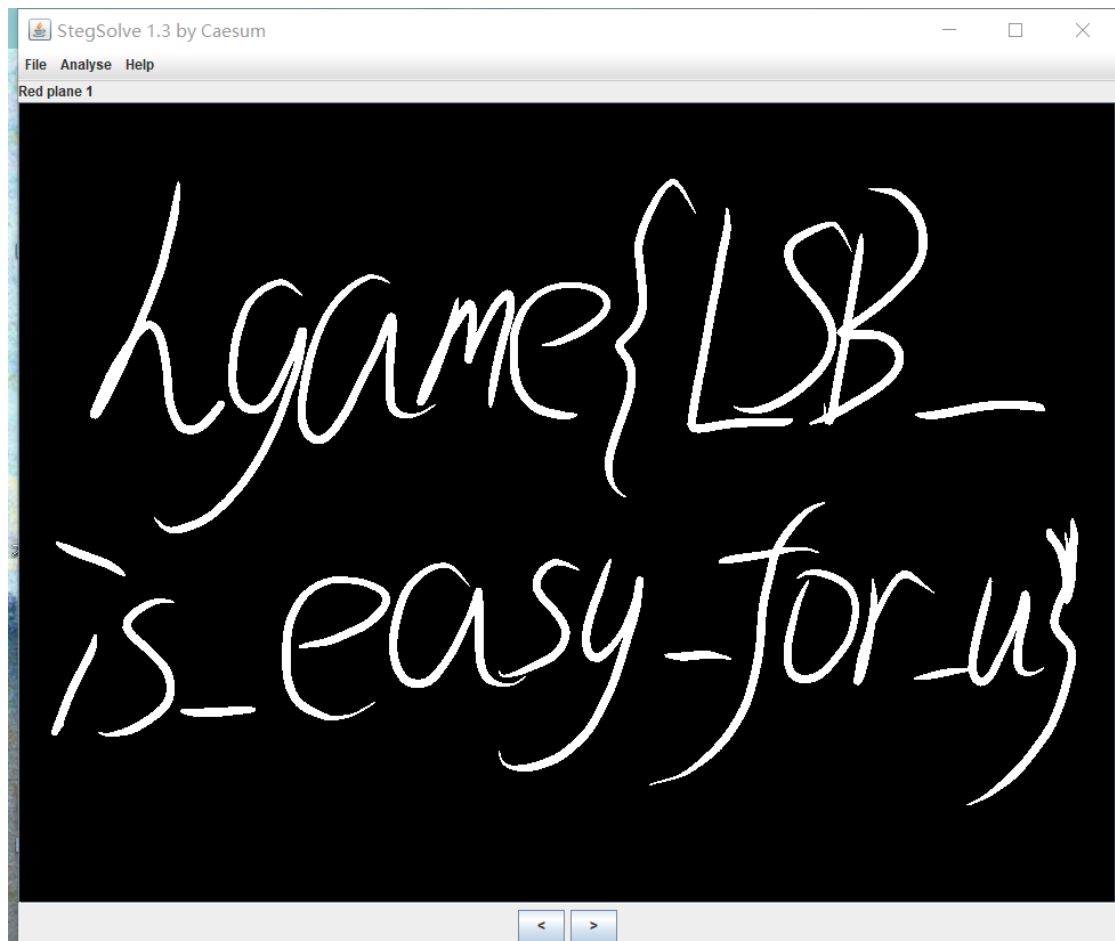 StegSolve 1.3 by Caesum
File Analyse Help
Red plane 1
hgame{LSB_
is_easy_for_u}
< >